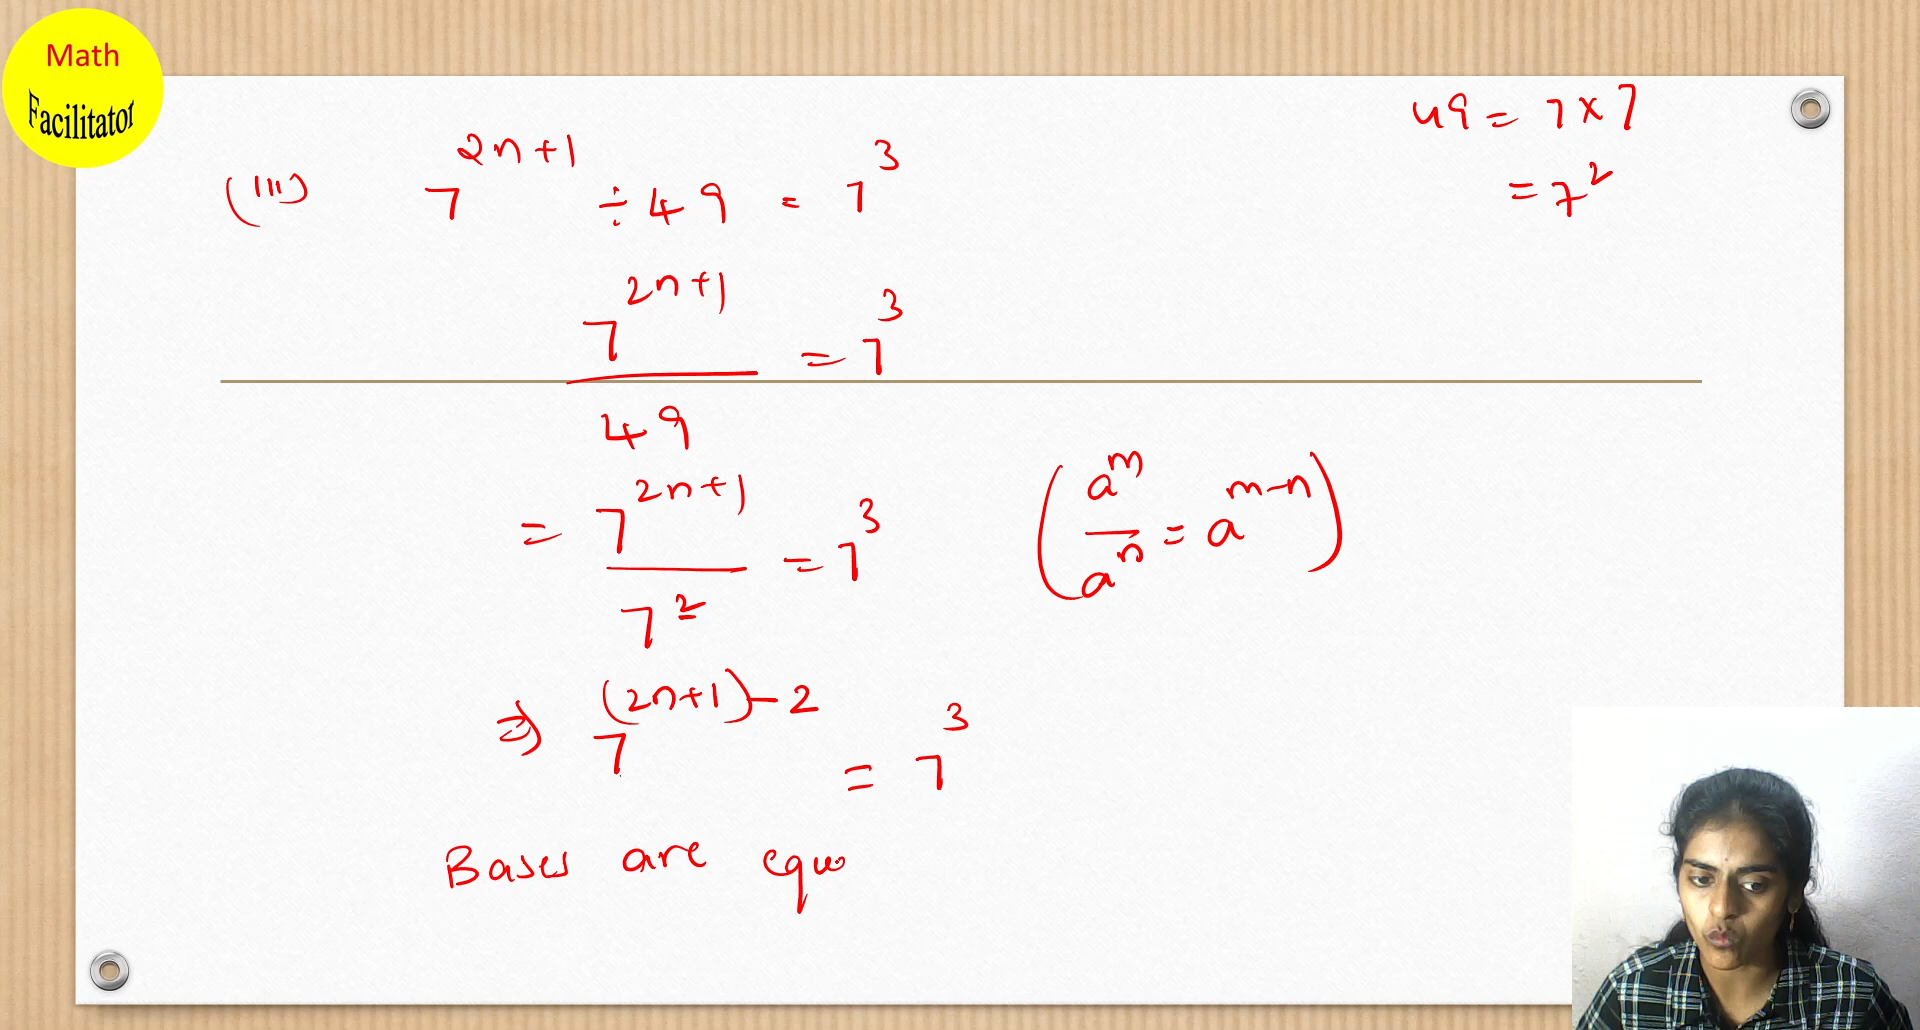 Math
Facilitator
(III) 7^{2n+1} ÷ 49 = 7^3
49 = 7 × 7
= 7^2
7^{2n+1} / 49 = 7^3
= 7^{2n+1} / 7^2 = 7^3
(a^m / a^n = a^{m-n})
⇒ 7^{(2n+1)-2} = 7^3
Bases are equ